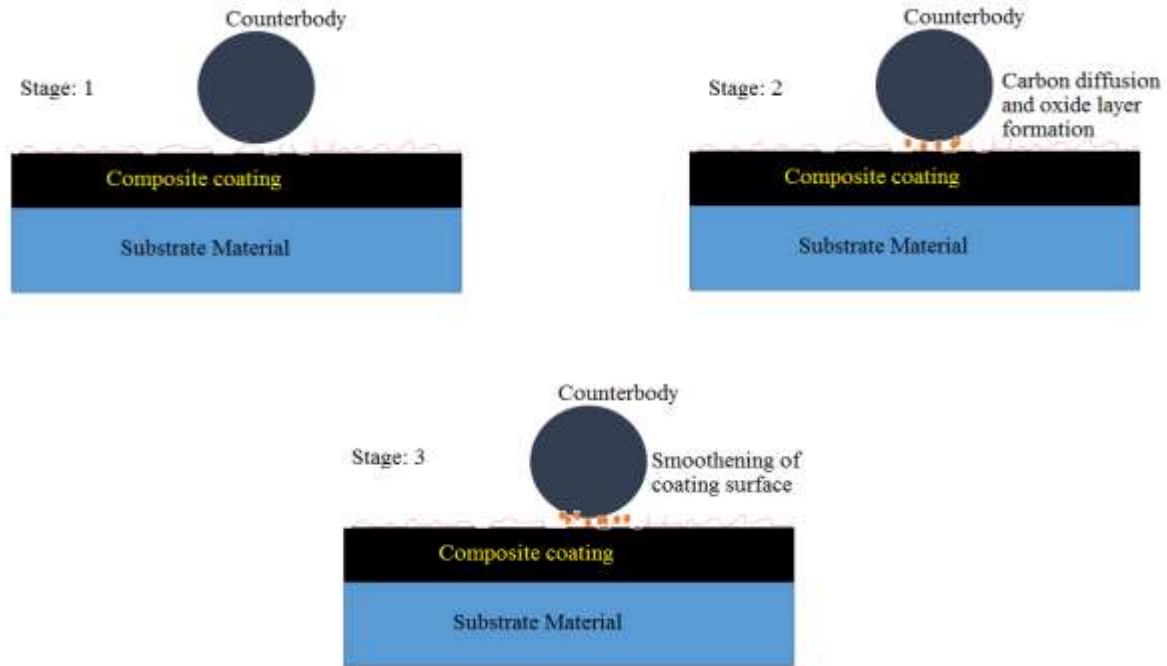 Counterbody
Stage: 1
Composite coating
Substrate Material
Counterbody
Stage: 2
Carbon diffusion
and oxide layer
formation
Composite coating
Substrate Material
Counterbody
Stage: 3
Smoothening of
coating surface
Composite coating
Substrate Material